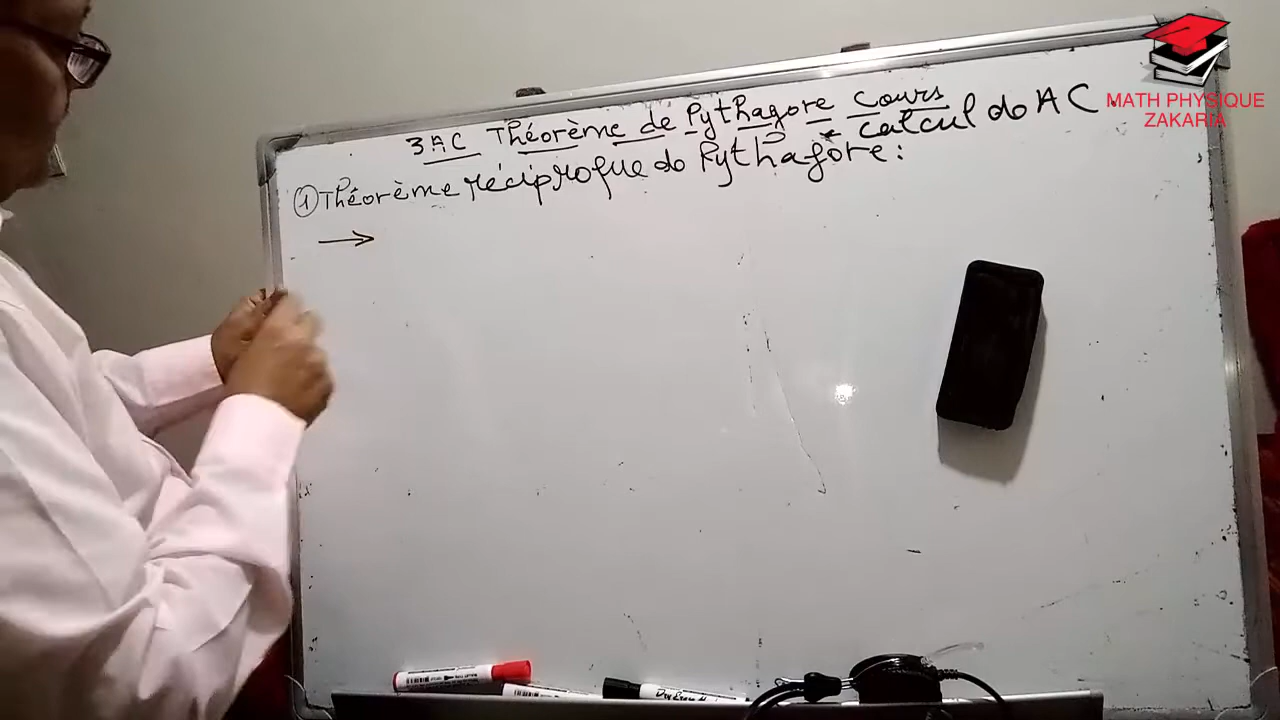 3AC Théorème de Pythagore cours
* calcul de AC
① Théorème réciproque de Pythagore :
→
MATH PHYSIQUE
ZAKARIA